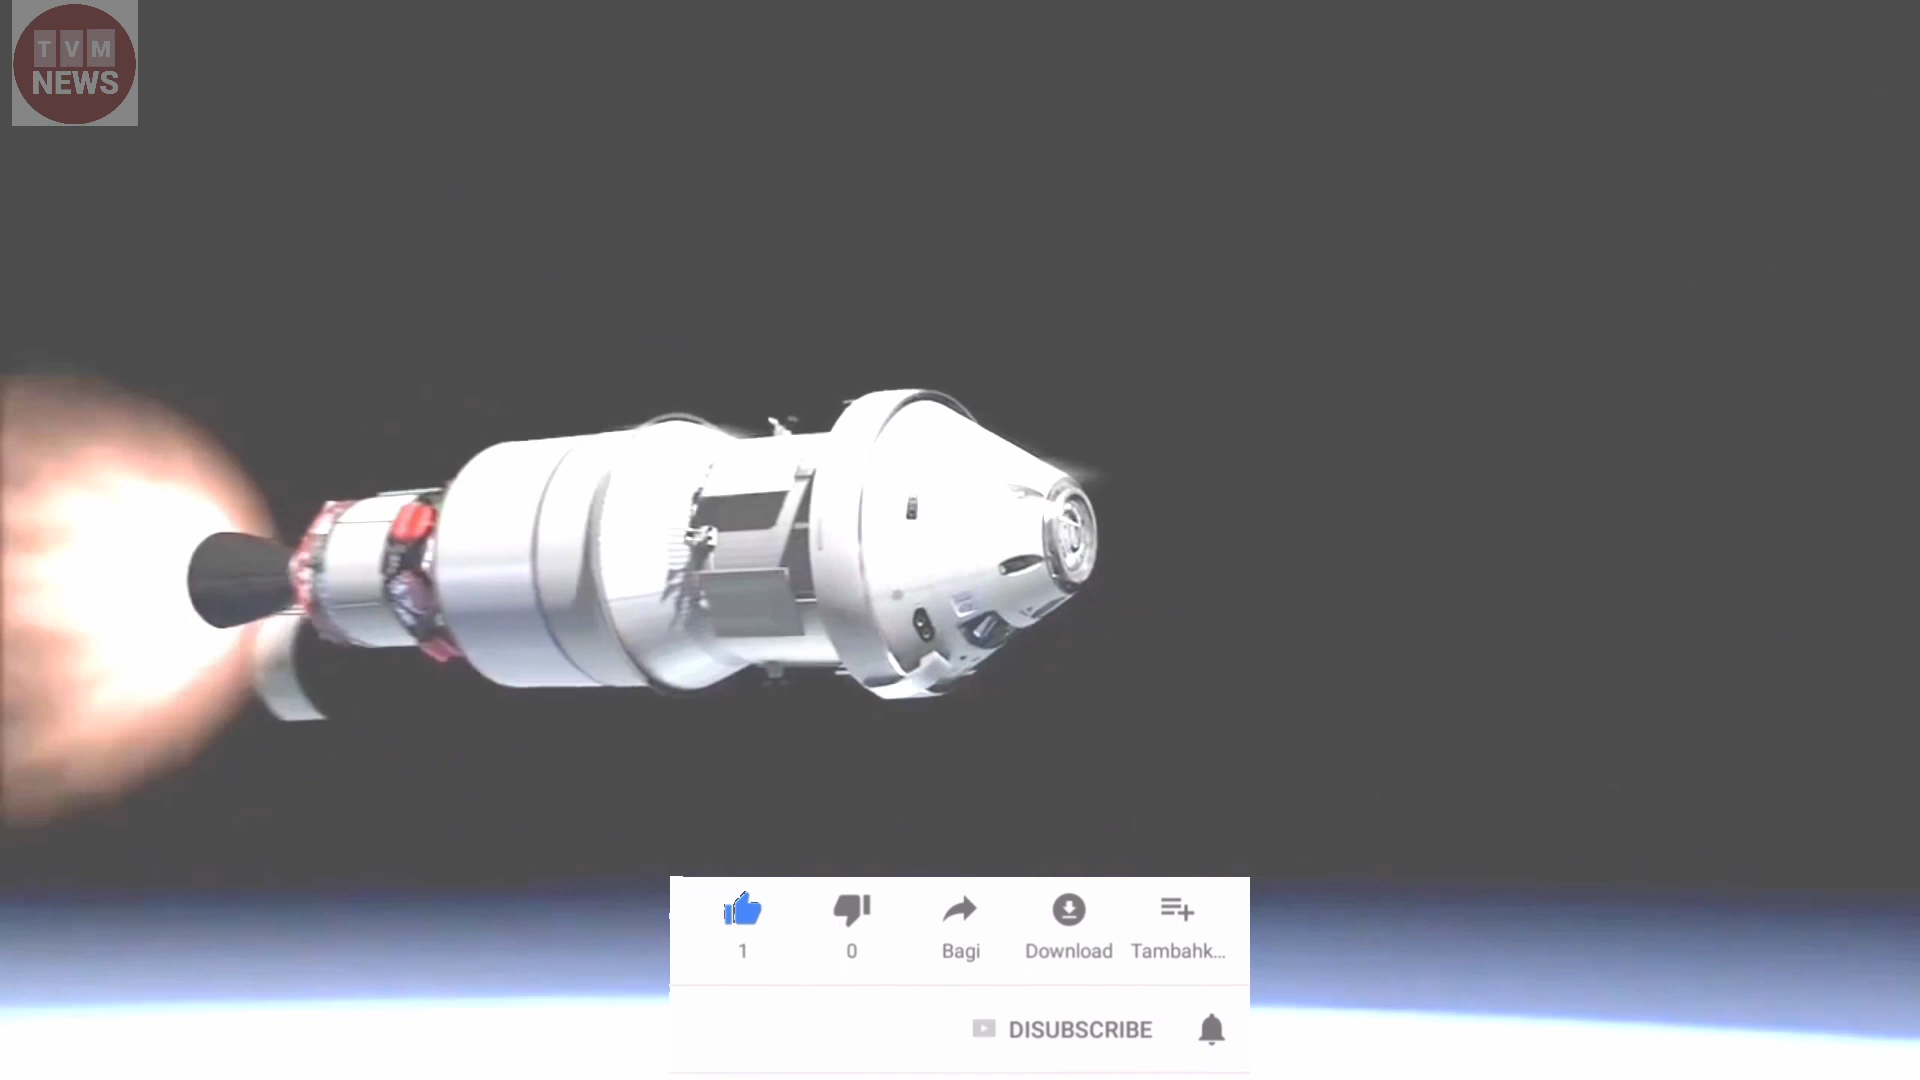 T V M
NEWS
1
0
Bagi
Download
Tambahk...
DISUBSCRIBE